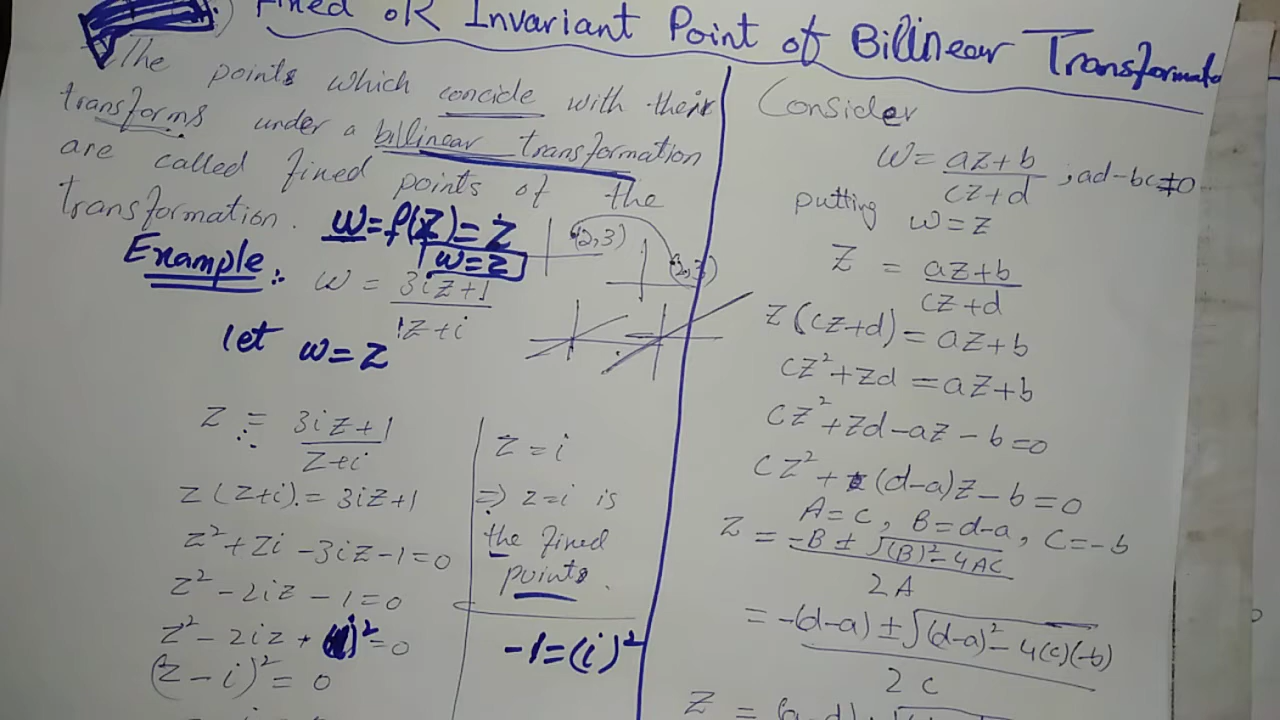 Fixed oR Invariant Point of Bilinear Transformat
The points which concide with their
transforms under a billinear transformation
are called fixed points of the
transformation. w=f(z)=z
w=z
(2,3)
(2,3)
Example:- w = 3iz+1 / 1z+i
let w=z
z = 3iz+1 / z+i
z(z+i) = 3iz+1
z²+zi-3iz-1=0
z²-2iz-1=0
z²-2iz+(i)²=0
(z-i)²=0
z=i
=> z=i is
the fixed
points.
-1=(i)²
Consider
w = az+b / cz+d , ad-bc≠0
putting w=z
z = az+b / cz+d
z(cz+d) = az+b
cz²+zd = az+b
cz²+zd-az-b=0
cz²+(d-a)z-b=0
A=c, B=d-a, C=-b
z = -B ± √(B)²-4AC / 2A
= -(d-a) ± √(d-a)²-4(c)(-b) / 2c